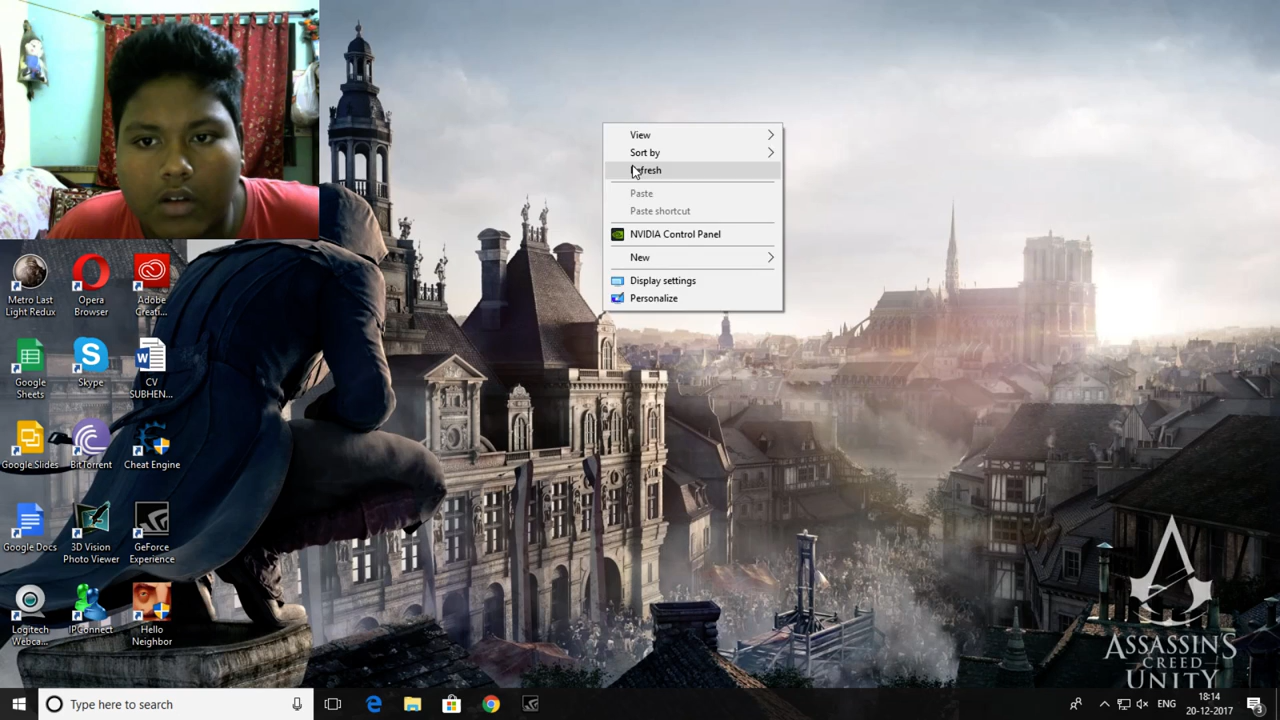 View
Sort by
Refresh
Paste
Paste shortcut
NVIDIA Control Panel
New
Display settings
Personalize
Metro Last
Light Redux
Opera
Browser
Adobe
Creati...
Google
Sheets
Skype
CV
SUBHEN...
Google Slides
BitTorrent
Cheat Engine
Google Docs
3D Vision
Photo Viewer
GeForce
Experience
Logitech
Webca...
IPConnect
Hello
Neighbor
ASSASSIN'S
CREED
UNITY
Type here to search
ENG
18:14
20-12-2017
3